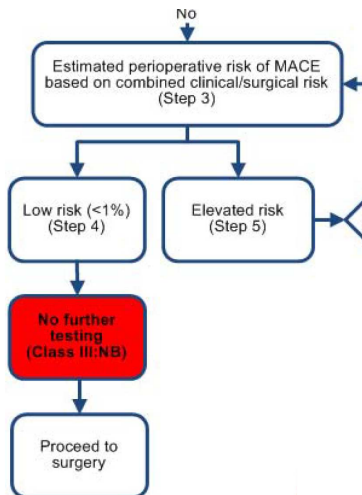 No
Estimated perioperative risk of MACE
based on combined clinical/surgical risk
(Step 3)
Low risk (<1%)
(Step 4)
Elevated risk
(Step 5)
No further
testing
(Class III:NB)
Proceed to
surgery